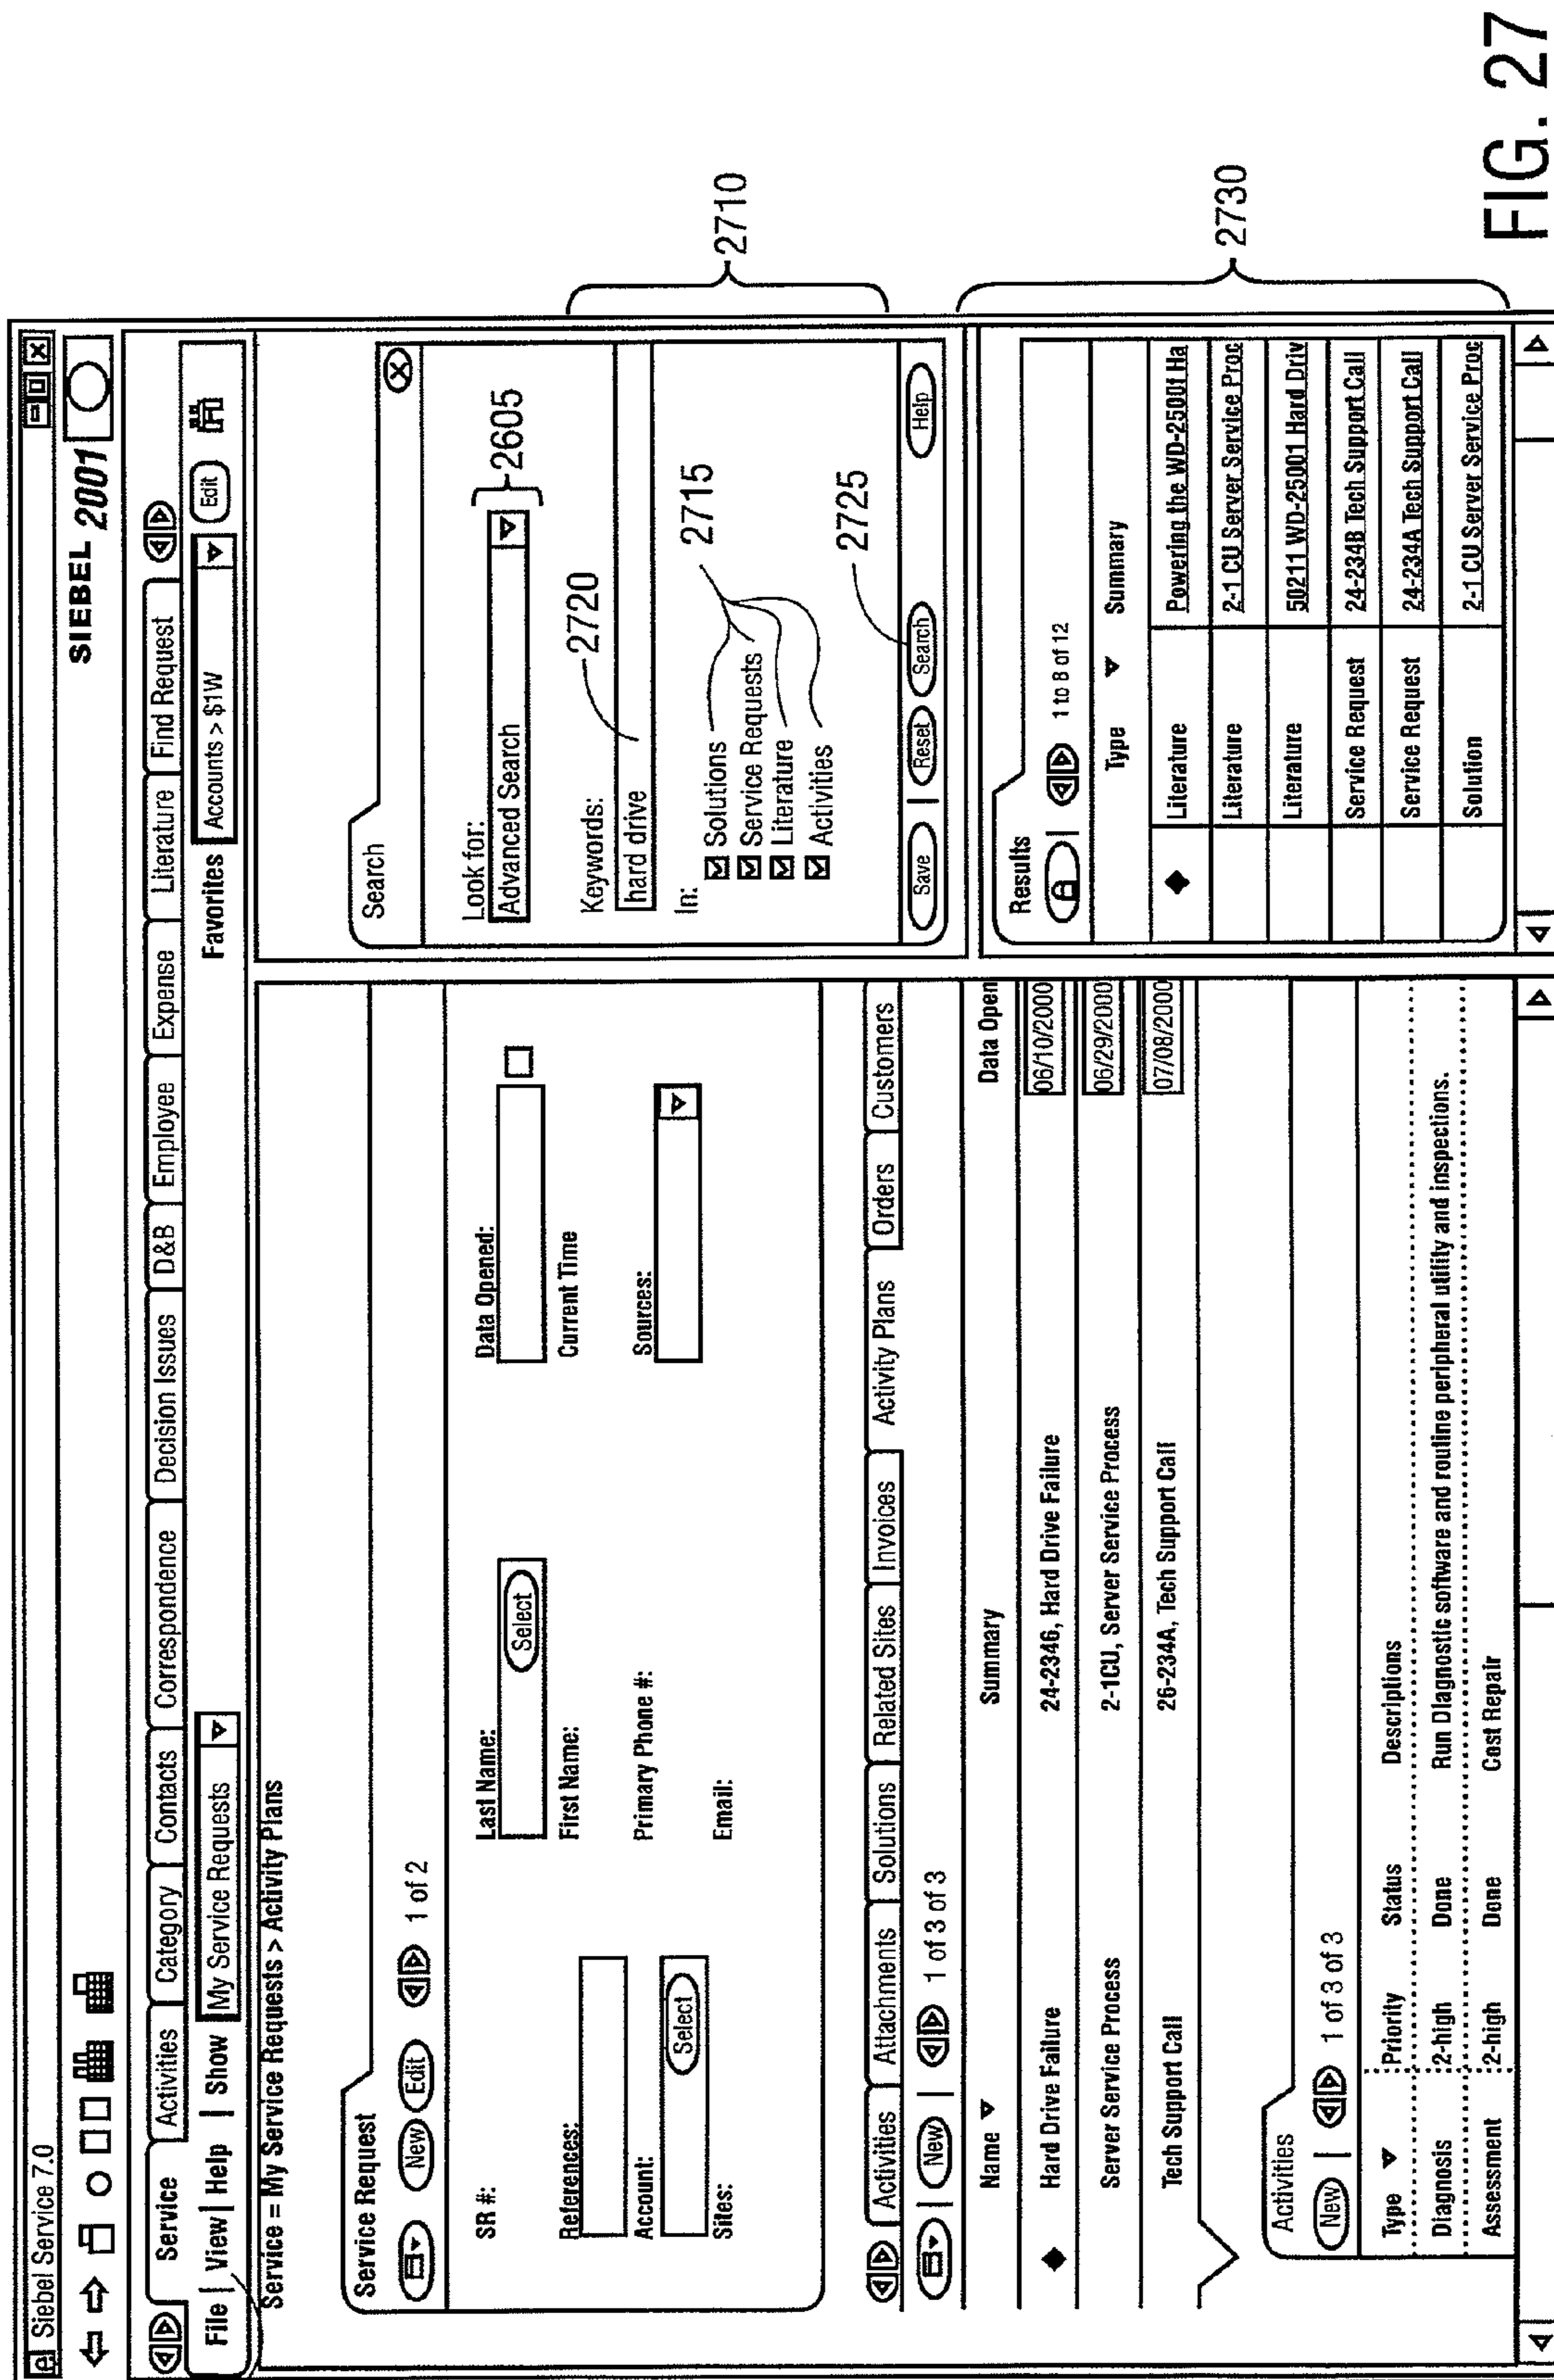 Siebel Service 7.0
SIEBEL 2001
Service Activities Category Contacts Correspondence Decision Issues D&B Employee Expense Literature Find Request
File | View | Help | Show My Service Requests Favorites Accounts > $1W Edit
Service = My Service Requests > Activity Plans
Service Request
New Edit 1 of 2
SR #:
Last Name:
Data Opened:
Select
References:
First Name:
Current Time
Account:
Select
Primary Phone #:
Sources:
Sites:
Email:
Activities Attachments Solutions Related Sites Invoices Activity Plans Orders Customers
New | 1 of 3 of 3
Name Summary Data Open
Hard Drive Failure 24-2346, Hard Drive Failure 06/10/2000
Server Service Process 2-1CU, Server Service Process 06/29/2000
Tech Support Call 26-234A, Tech Support Call 07/08/2000
Activities
New | 1 of 3 of 3
Type Priority Status Descriptions
Diagnosis 2-high Done Run Diagnostic software and routine peripheral utility and inspections.
Assessment 2-high Done Cost Repair
Search
Look for:
Advanced Search
2605
Keywords:
hard drive
2720
In:
Solutions
Service Requests
Literature
Activities
2715
2725
Save | Reset Search Help
2710
Results
1 to 8 of 12
Type Summary
Literature Powering the WD-2500f Ha
Literature 2-1 CU Server Service Proc
Literature 50211 WD-25001 Hard Driv
Service Request 24-234B Tech Support Call
Service Request 24-234A Tech Support Call
Solution 2-1 CU Server Service Proc
2730
FIG. 27